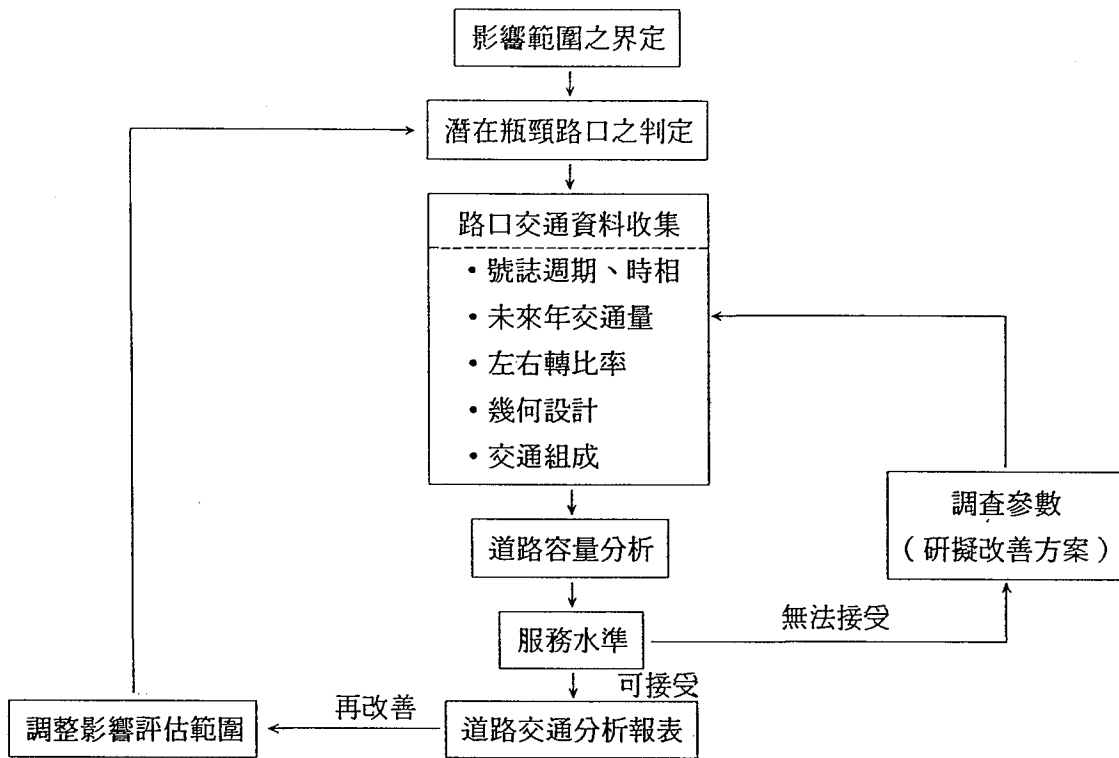 影響範圍之界定
潛在瓶頸路口之判定
路口交通資料收集
・號誌週期、時相
・未來年交通量
・左右轉比率
・幾何設計
・交通組成
調查參數
（研擬改善方案）
道路容量分析
服務水準
無法接受
可接受
道路交通分析報表
再改善
調整影響評估範圍